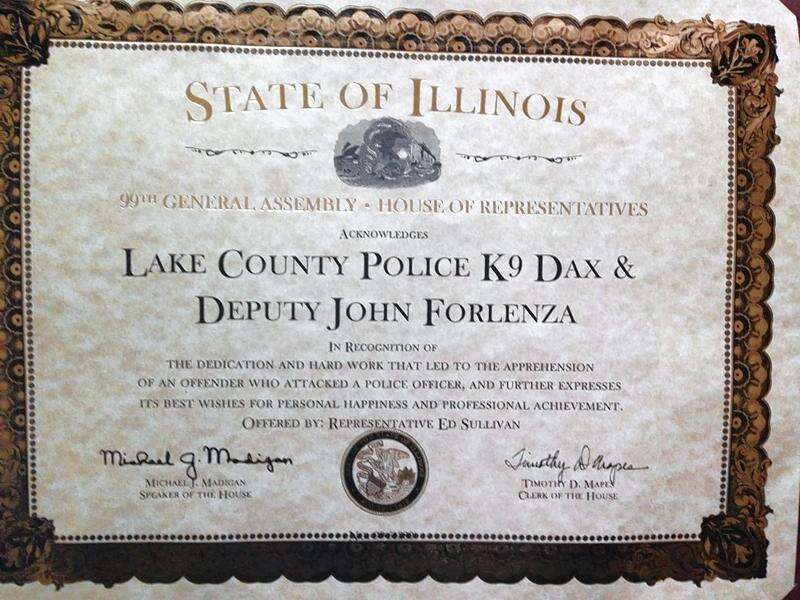 STATE OF ILLINOIS
99TH GENERAL ASSEMBLY • HOUSE OF REPRESENTATIVES
ACKNOWLEDGES
LAKE COUNTY POLICE K9 DAX &
DEPUTY JOHN FORLENZA
IN RECOGNITION OF
THE DEDICATION AND HARD WORK THAT LED TO THE APPREHENSION
OF AN OFFENDER WHO ATTACKED A POLICE OFFICER, AND FURTHER EXPRESSES
ITS BEST WISHES FOR PERSONAL HAPPINESS AND PROFESSIONAL ACHIEVEMENT.
OFFERED BY: REPRESENTATIVE ED SULLIVAN
Michael J. Madigan
Timothy D. Mapes
MICHAEL J. MADIGAN
TIMOTHY D. MAPES
SPEAKER OF THE HOUSE
CLERK OF THE HOUSE